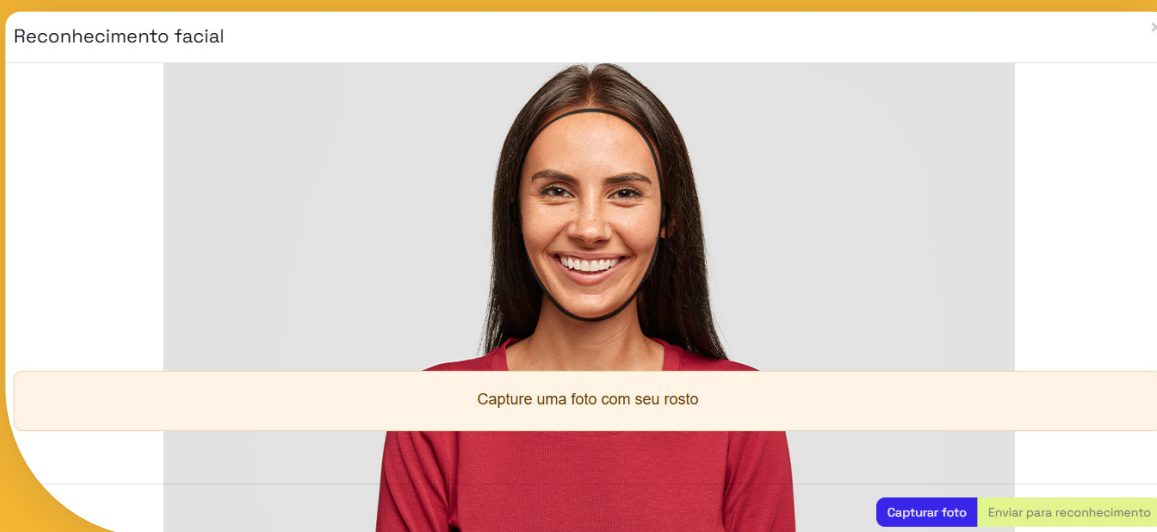 Reconhecimento facial
×
Capture uma foto com seu rosto
Capturar foto
Enviar para reconhecimento